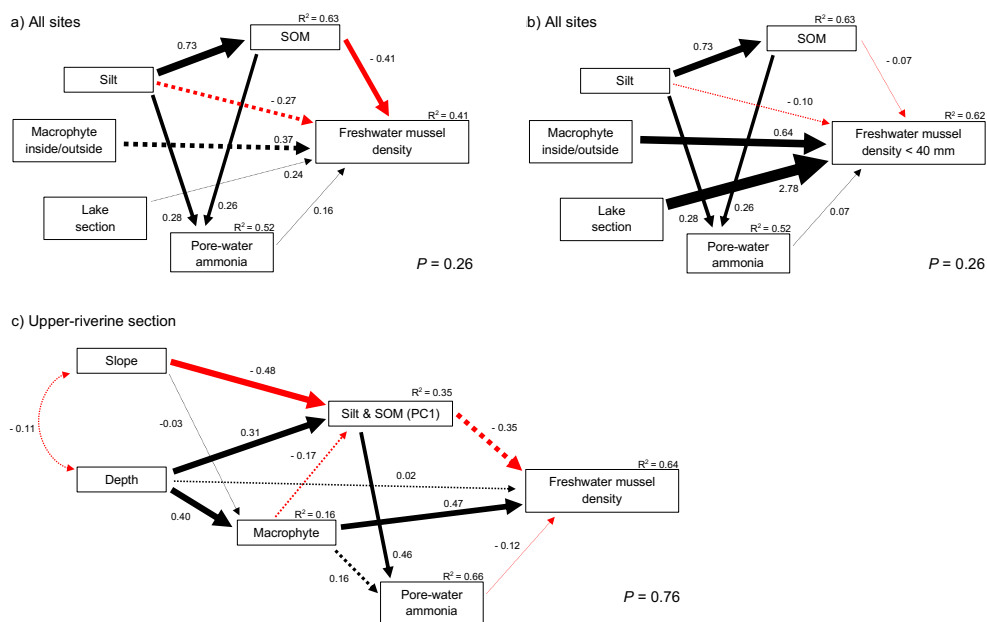 a) All sites
R² = 0.63
SOM
0.73
- 0.41
Silt
- 0.27
R² = 0.41
Macrophyte
inside/outside
0.37
Freshwater mussel
density
0.24
Lake
section
0.28
0.26
0.16
R² = 0.52
Pore-water
ammonia
P = 0.26
b) All sites
R² = 0.63
SOM
0.73
- 0.07
Silt
- 0.10
R² = 0.62
Macrophyte
inside/outside
0.64
Freshwater mussel
density < 40 mm
2.78
Lake
section
0.28
0.26
0.07
R² = 0.52
Pore-water
ammonia
P = 0.26
c) Upper-riverine section
Slope
- 0.48
R² = 0.35
Silt & SOM (PC1)
- 0.11
-0.03
0.31
- 0.35
- 0.17
Depth
0.02
R² = 0.64
Freshwater mussel
density
0.40
R² = 0.16
Macrophyte
0.47
0.46
- 0.12
0.16
R² = 0.66
Pore-water
ammonia
P = 0.76